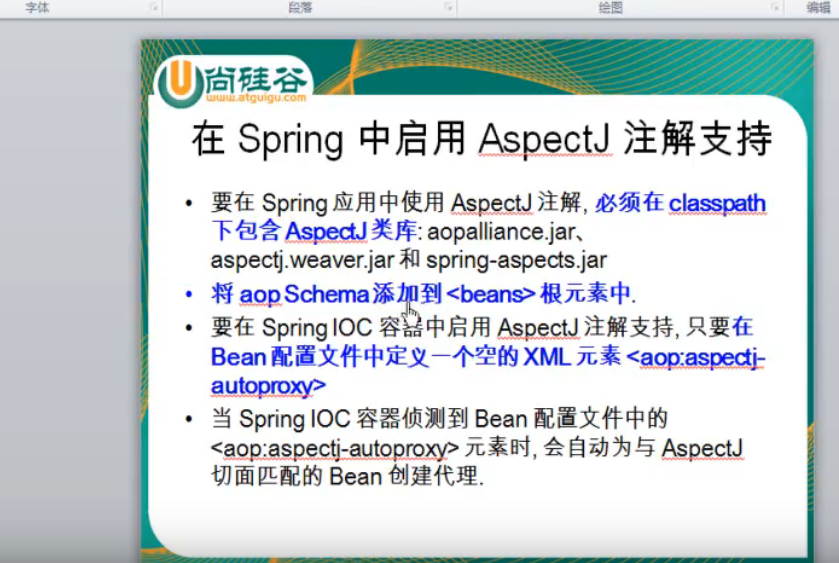 字体
段落
绘图
编辑
尚硅谷
www.atguigu.com
在 Spring 中启用 AspectJ 注解支持
• 要在 Spring 应用中使用 AspectJ 注解, 必须在 classpath
下包含 AspectJ 类库: aopalliance.jar、
aspectj.weaver.jar 和 spring-aspects.jar
• 将 aop Schema 添加到 <beans> 根元素中.
• 要在 Spring IOC 容器中启用 AspectJ 注解支持, 只要在
Bean 配置文件中定义一个空的 XML 元素 <aop:aspectj-
autoproxy>
• 当 Spring IOC 容器侦测到 Bean 配置文件中的
<aop:aspectj-autoproxy> 元素时, 会自动为与 AspectJ
切面匹配的 Bean 创建代理.